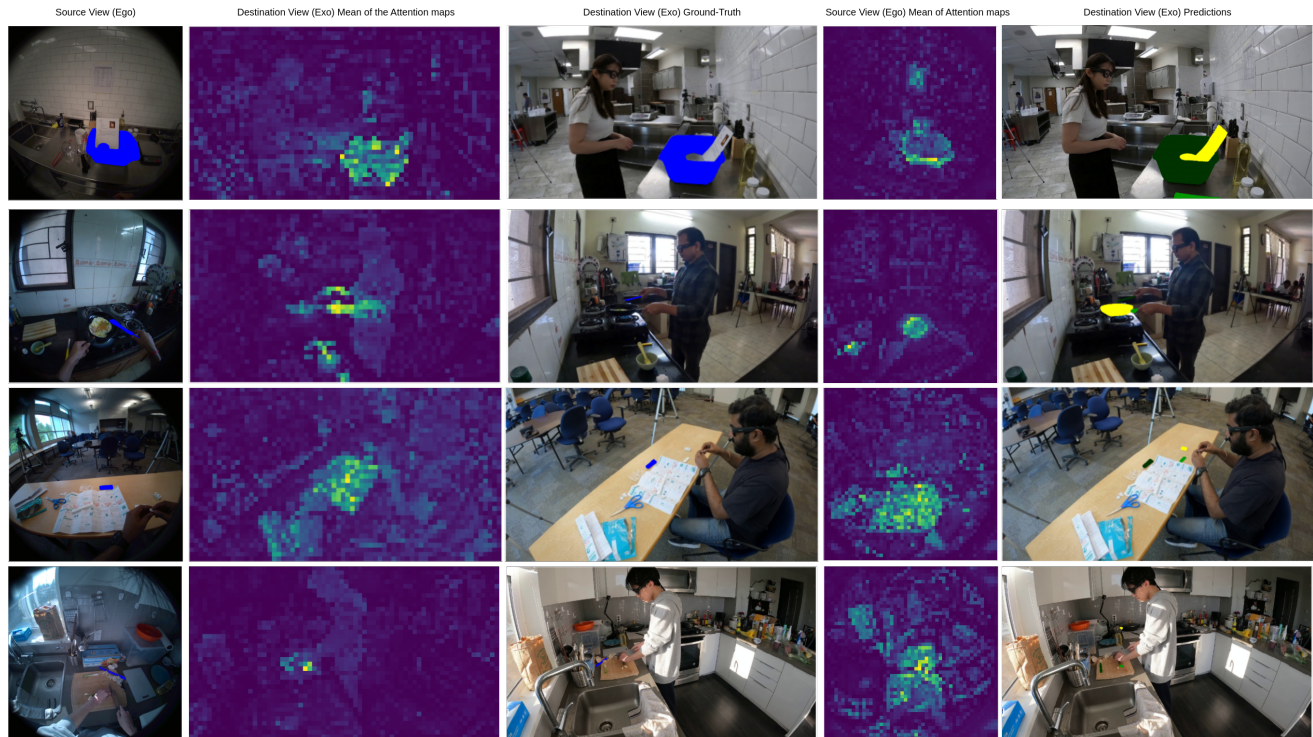 Source View (Ego)
Destination View (Exo) Mean of the Attention maps
Destination View (Exo) Ground-Truth
Source View (Ego) Mean of Attention maps
Destination View (Exo) Predictions